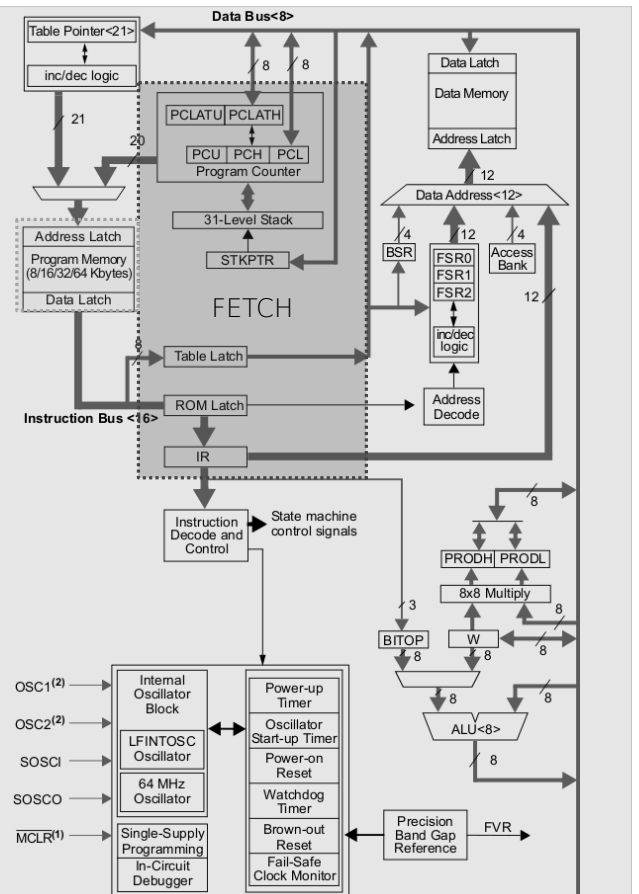 Data Bus<8>
Table Pointer<21>
inc/dec logic
21
20
8
8
PCLATU PCLATH
PCU PCH PCL
Program Counter
31-Level Stack
STKPTR
Data Latch
Data Memory
Address Latch
12
Data Address<12>
4
12
4
BSR
FSR0
FSR1
FSR2
inc/dec
logic
Access
Bank
12
Address
Decode
Address Latch
Program Memory
(8/16/32/64 Kbytes)
Data Latch
FETCH
8
Table Latch
Instruction Bus <16>
ROM Latch
IR
Instruction
Decode and
Control
State machine
control signals
8
PRODH PRODL
8x8 Multiply
3
8
BITOP
W
8
8
8
8
8
ALU<8>
8
OSC1(2)
OSC2(2)
SOSCI
SOSCO
MCLR(1)
Internal
Oscillator
Block
LFINTOSC
Oscillator
64 MHz
Oscillator
Single-Supply
Programming
In-Circuit
Debugger
Power-up
Timer
Oscillator
Start-up Timer
Power-on
Reset
Watchdog
Timer
Brown-out
Reset
Fail-Safe
Clock Monitor
Precision
Band Gap
Reference
FVR